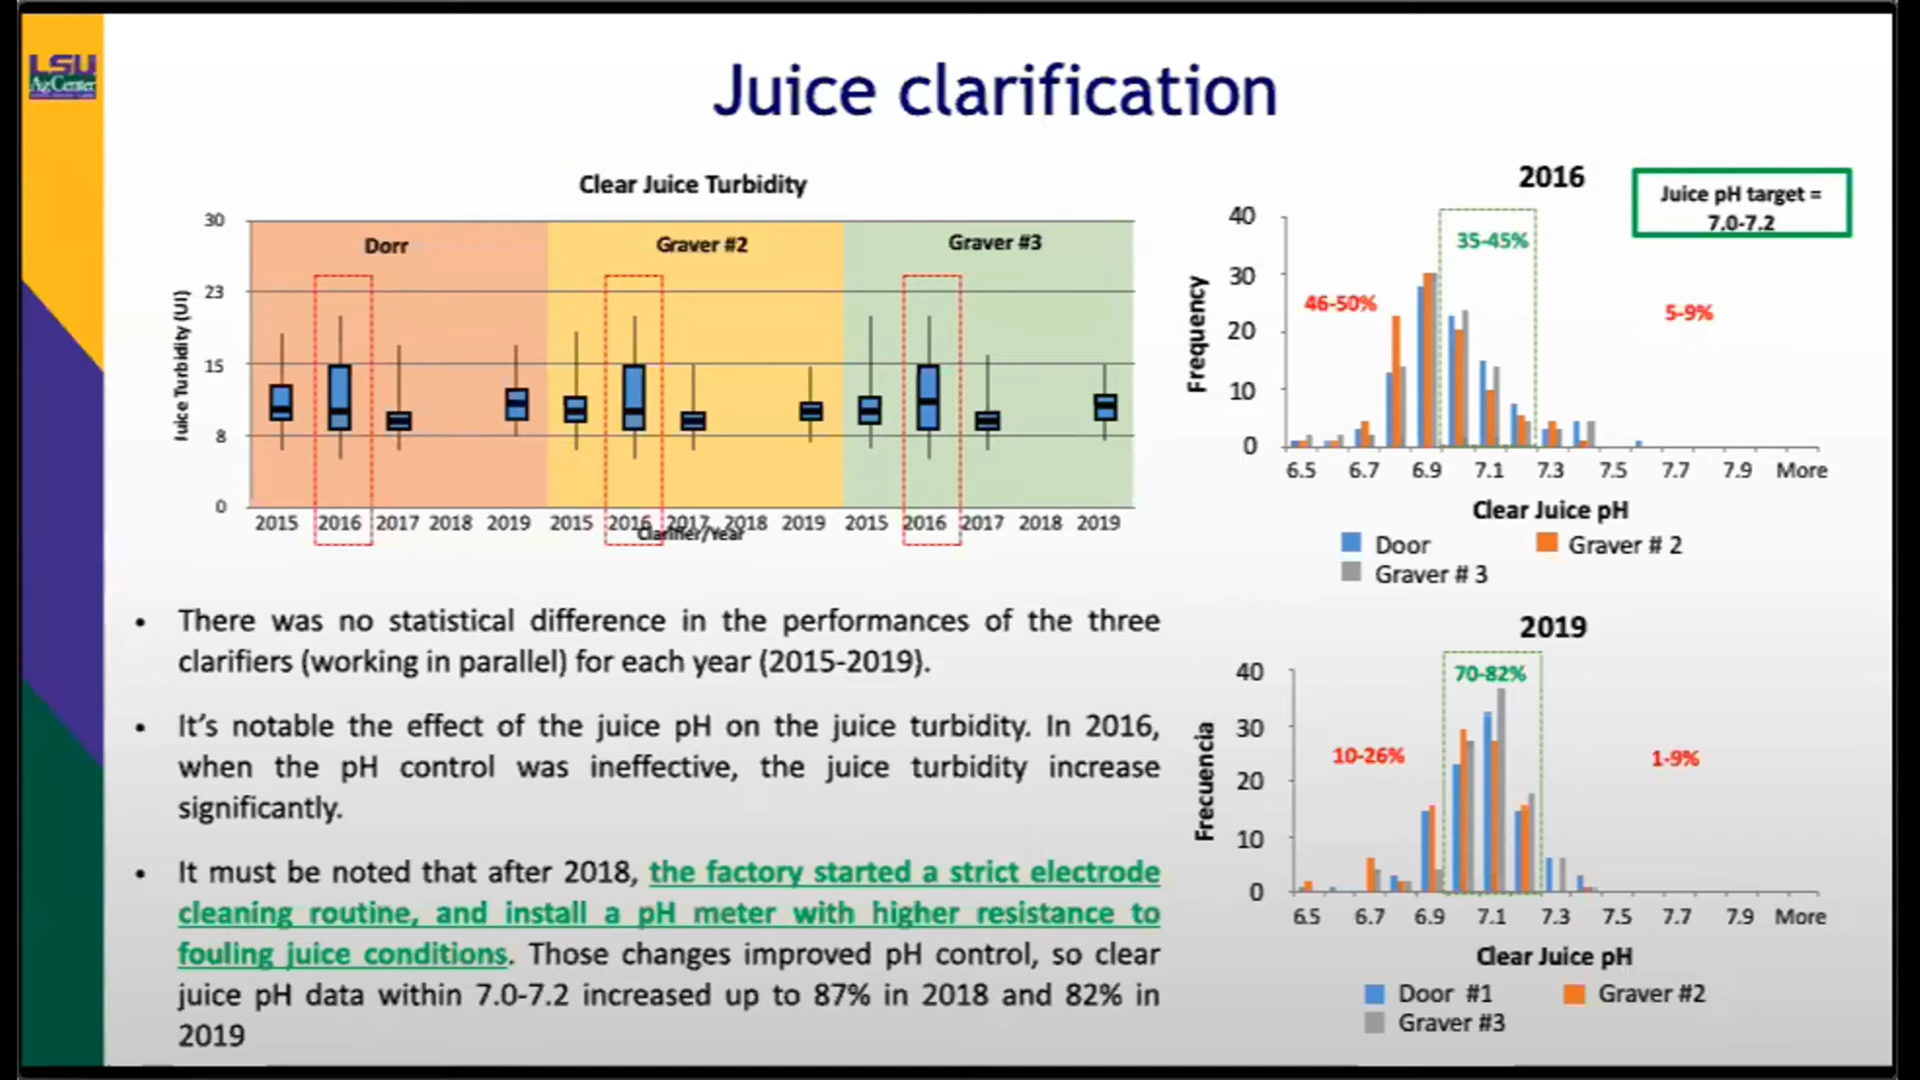 LSU
AgCenter
Juice clarification
Clear Juice Turbidity
30
23
15
8
0
Juice Turbidity (UI)
Dorr
Graver #2
Graver #3
2015 2016 2017 2018 2019 2015 2016 2017 2018 2019 2015 2016 2017 2018 2019
Clarifier/Year
• There was no statistical difference in the performances of the three
clarifiers (working in parallel) for each year (2015-2019).
• It’s notable the effect of the juice pH on the juice turbidity. In 2016,
when the pH control was ineffective, the juice turbidity increase
significantly.
• It must be noted that after 2018, the factory started a strict electrode
cleaning routine, and install a pH meter with higher resistance to
fouling juice conditions. Those changes improved pH control, so clear
juice pH data within 7.0-7.2 increased up to 87% in 2018 and 82% in
2019
2016
Juice pH target =
7.0-7.2
40
30
20
10
0
Frequency
46-50%
35-45%
5-9%
6.5 6.7 6.9 7.1 7.3 7.5 7.7 7.9 More
Clear Juice pH
Door Graver # 2
Graver # 3
2019
40
30
20
10
0
Frecuencia
10-26%
70-82%
1-9%
6.5 6.7 6.9 7.1 7.3 7.5 7.7 7.9 More
Clear Juice pH
Door #1 Graver #2
Graver #3